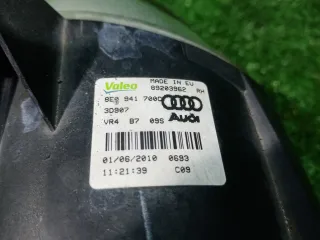 Valeo MADE IN EU
89203962 RH
8E0 941 700C
3D907
VR4 B7 09S Audi
01/06/2010 0693
11:21:39 C09